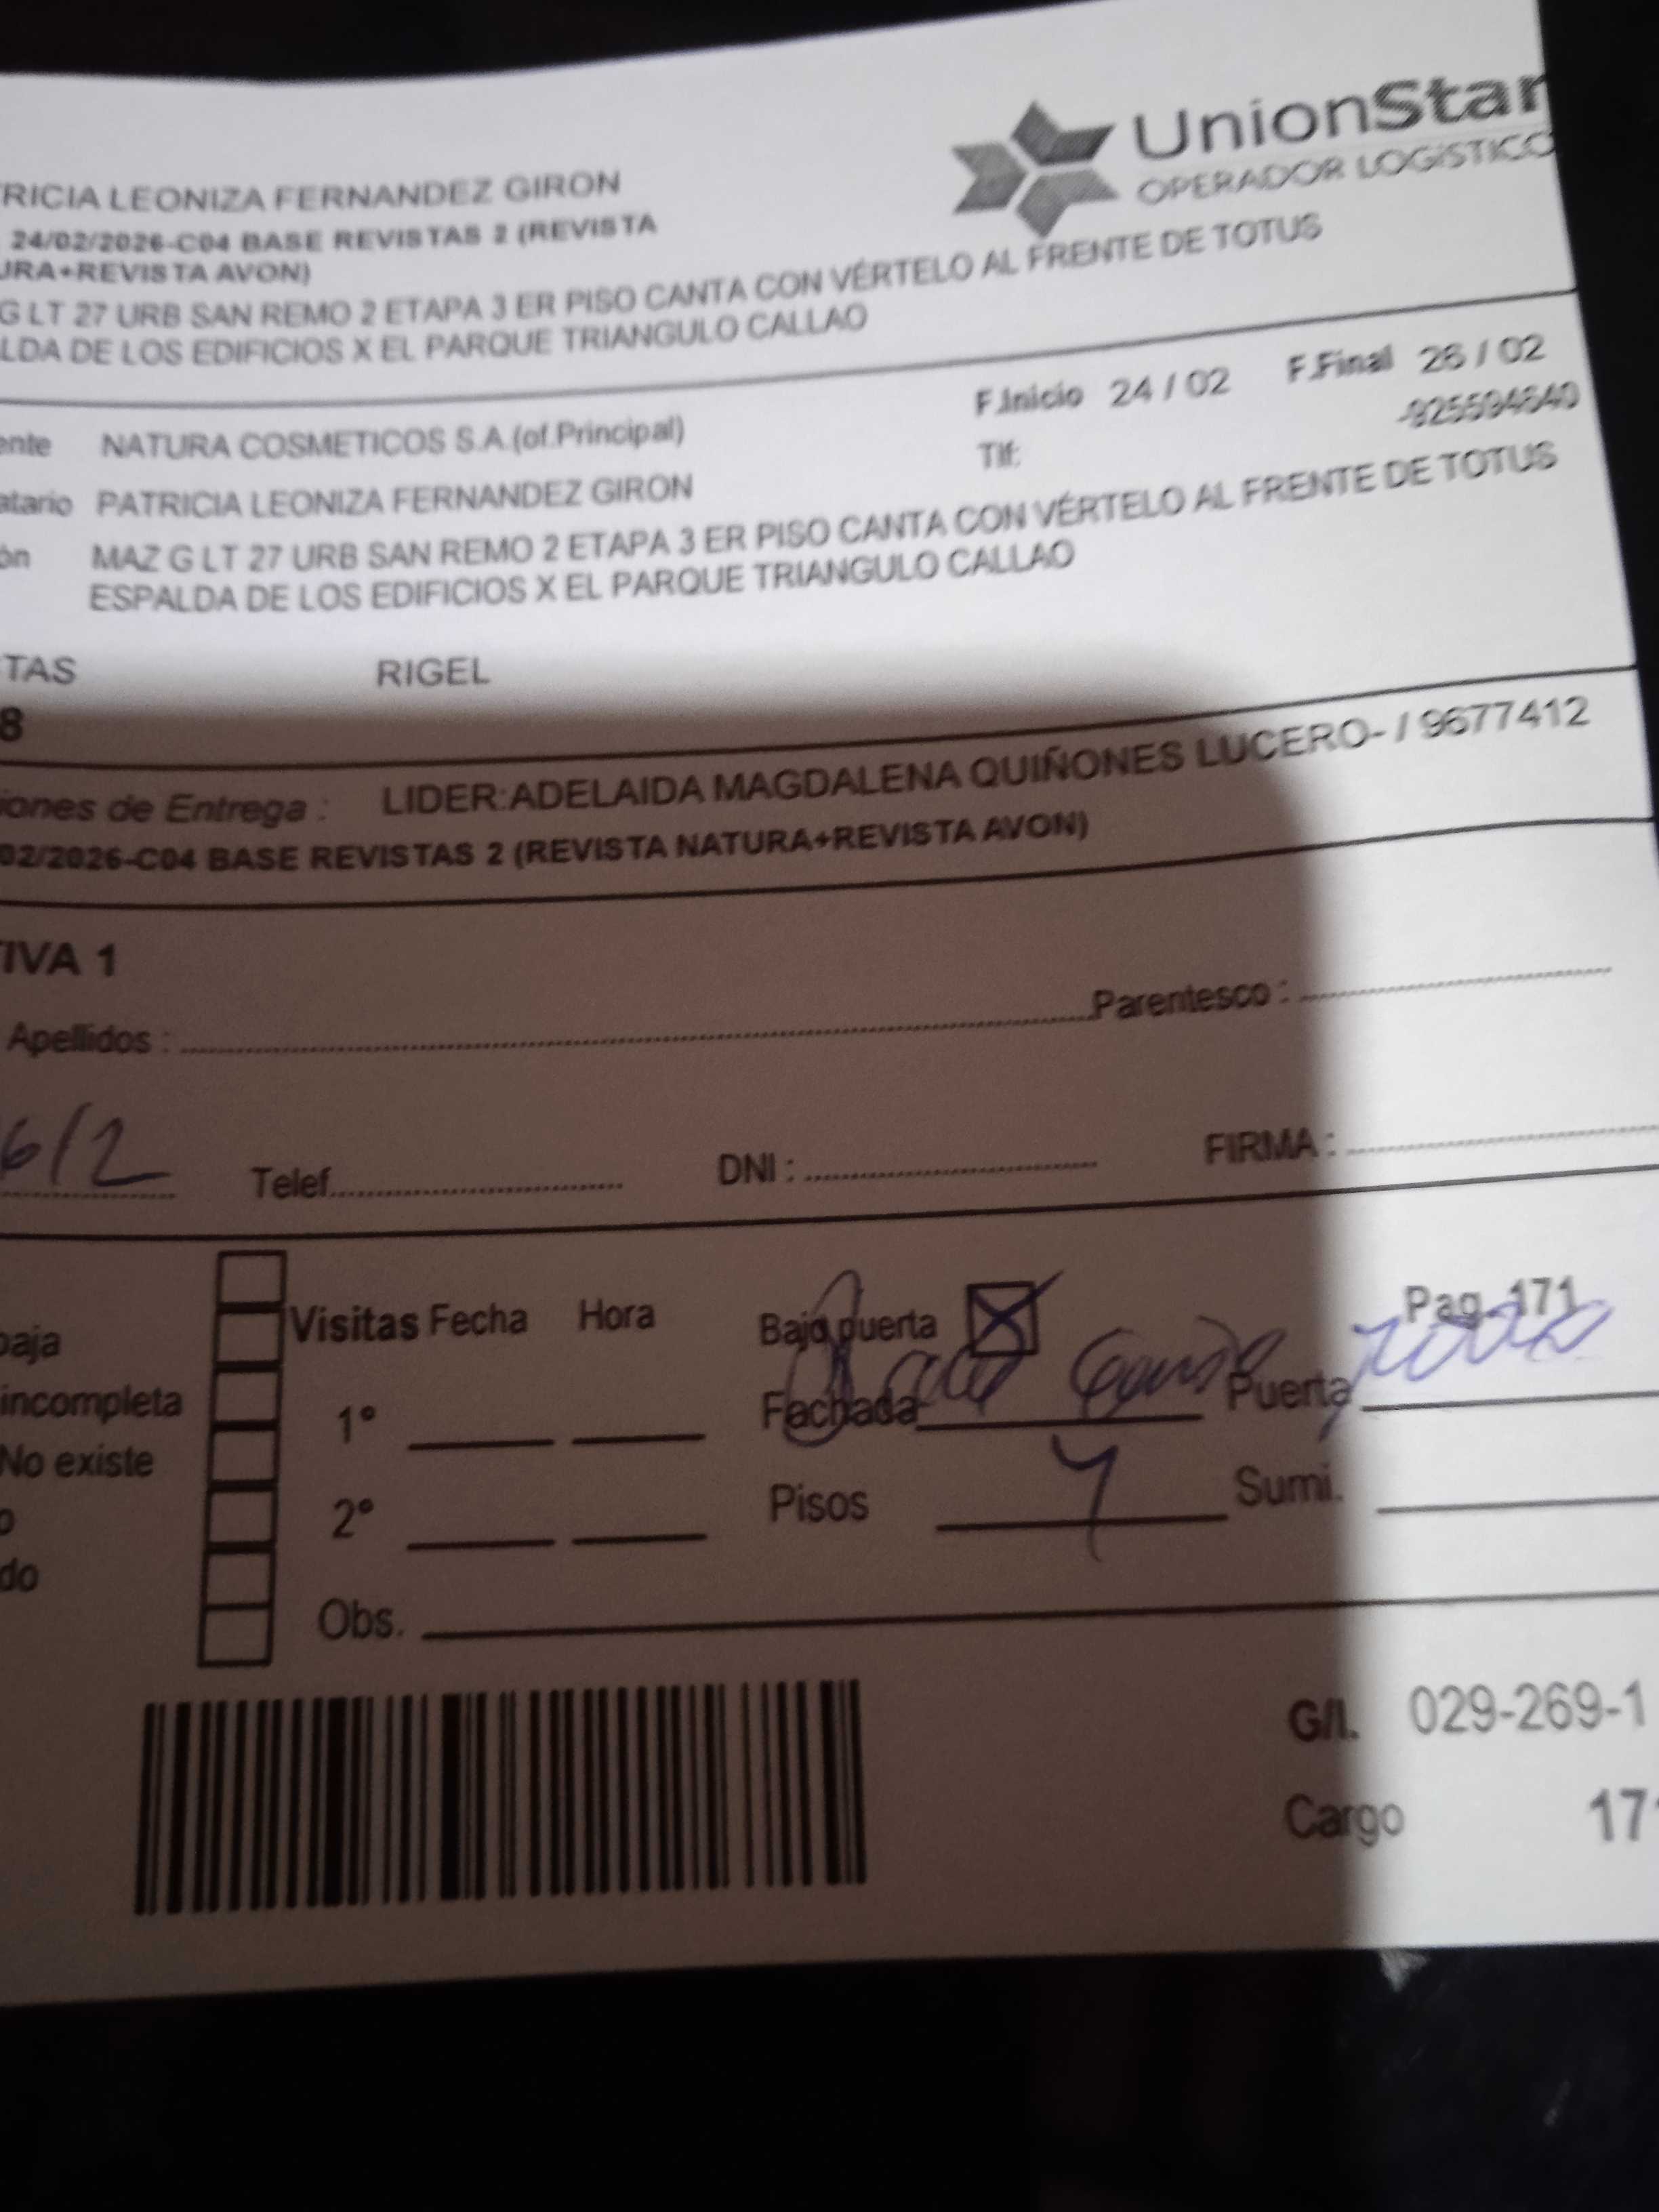 UnionStar
OPERADOR LOGISTICO
TRICIA LEONIZA FERNANDEZ GIRON
24/02/2026-C04 BASE REVISTAS 2 (REVISTA
URA+REVISTA AVON)
G LT 27 URB SAN REMO 2 ETAPA 3 ER PISO CANTA CON VÉRTELO AL FRENTE DE TOTUS
LDA DE LOS EDIFICIOS X EL PARQUE TRIANGULO CALLAO
F.Inicio 24 / 02 F.Final 26 / 02
ente NATURA COSMETICOS S.A.(of.Principal)
Tlf: -925594640
atario PATRICIA LEONIZA FERNANDEZ GIRON
ón MAZ G LT 27 URB SAN REMO 2 ETAPA 3 ER PISO CANTA CON VÉRTELO AL FRENTE DE TOTUS
ESPALDA DE LOS EDIFICIOS X EL PARQUE TRIANGULO CALLAO
TAS RIGEL
8
iones de Entrega : LIDER:ADELAIDA MAGDALENA QUIÑONES LUCERO- / 9677412
02/2026-C04 BASE REVISTAS 2 (REVISTA NATURA+REVISTA AVON)
TIVA 1
Apellidos : Parentesco :
6/2 Telef. DNI : FIRMA :
Visitas Fecha Hora Bajo puerta Pag. 171
baja
incompleta 1° Fachada Puerta
No existe
o 2° Pisos 4 Sumi.
do
Obs.
G/I. 029-269-1
Cargo 171